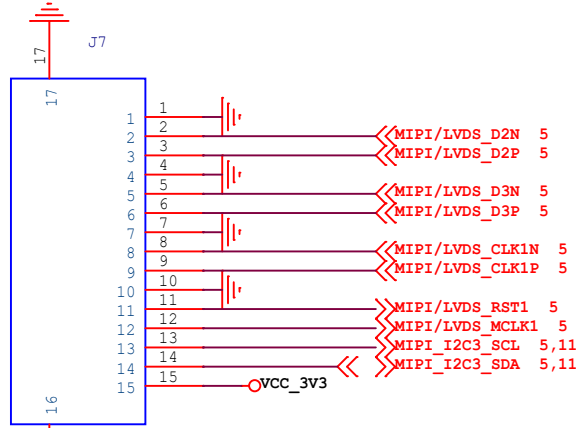 J7
17
17
1 1
2 2 MIPI/LVDS_D2N 5
3 3 MIPI/LVDS_D2P 5
4 4
5 5 MIPI/LVDS_D3N 5
6 6 MIPI/LVDS_D3P 5
7 7
8 8 MIPI/LVDS_CLK1N 5
9 9 MIPI/LVDS_CLK1P 5
10 10
11 11 MIPI/LVDS_RST1 5
12 12 MIPI/LVDS_MCLK1 5
13 13 MIPI_I2C3_SCL 5,11
14 14 MIPI_I2C3_SDA 5,11
15 15 VCC_3V3
16